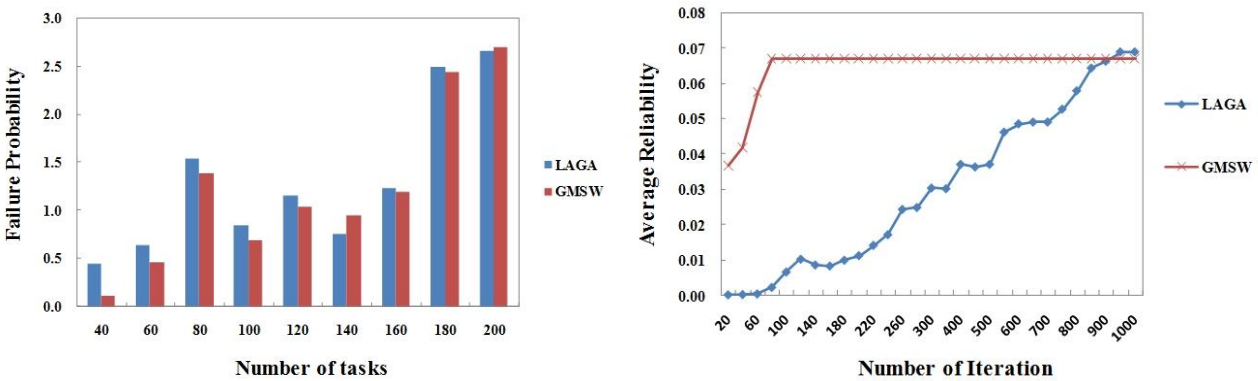 Failure Probability
3.0
2.5
2.0
1.5
1.0
0.5
0.0
40 60 80 100 120 140 160 180 200
Number of tasks
LAGA
GMSW
Average Reliability
0.08
0.07
0.06
0.05
0.04
0.03
0.02
0.01
0.00
20 60 100 140 180 220 260 300 400 500 600 700 800 900 1000
Number of Iteration
LAGA
GMSW